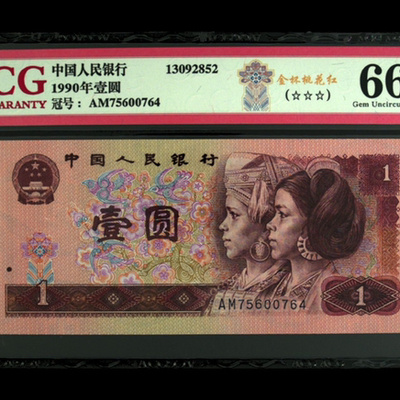 CG
ARANTY
中国人民银行 13092852
1990年壹圆
冠号： AM75600764
金杯桃花红
(☆☆☆)
66
Gem Uncircu
中国人民银行
壹圆
1
1
1
AM75600764